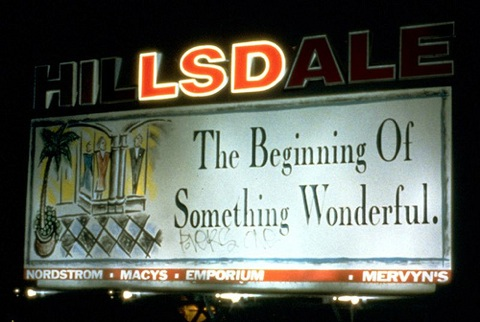 HILLSDALE
The Beginning Of
Something Wonderful.
NORDSTROM · MACYS · EMPORIUM · MERVYN'S